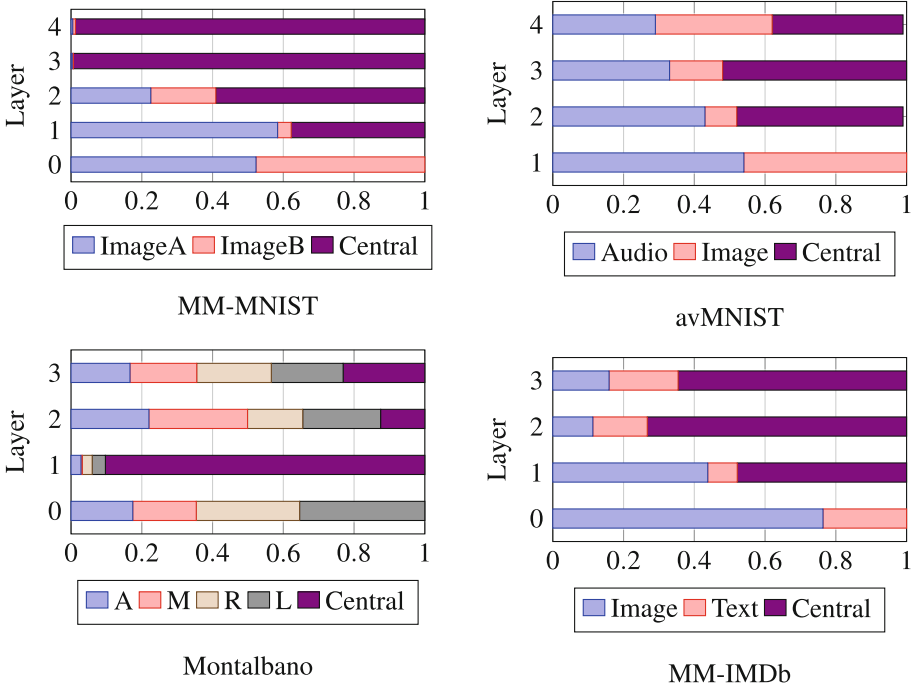 Layer
4
3
2
1
0
0 0.2 0.4 0.6 0.8 1
ImageA ImageB Central
MM-MNIST
Layer
4
3
2
1
0 0.2 0.4 0.6 0.8 1
Audio Image Central
avMNIST
Layer
3
2
1
0
0 0.2 0.4 0.6 0.8 1
A M R L Central
Montalbano
Layer
3
2
1
0
0 0.2 0.4 0.6 0.8 1
Image Text Central
MM-IMDb